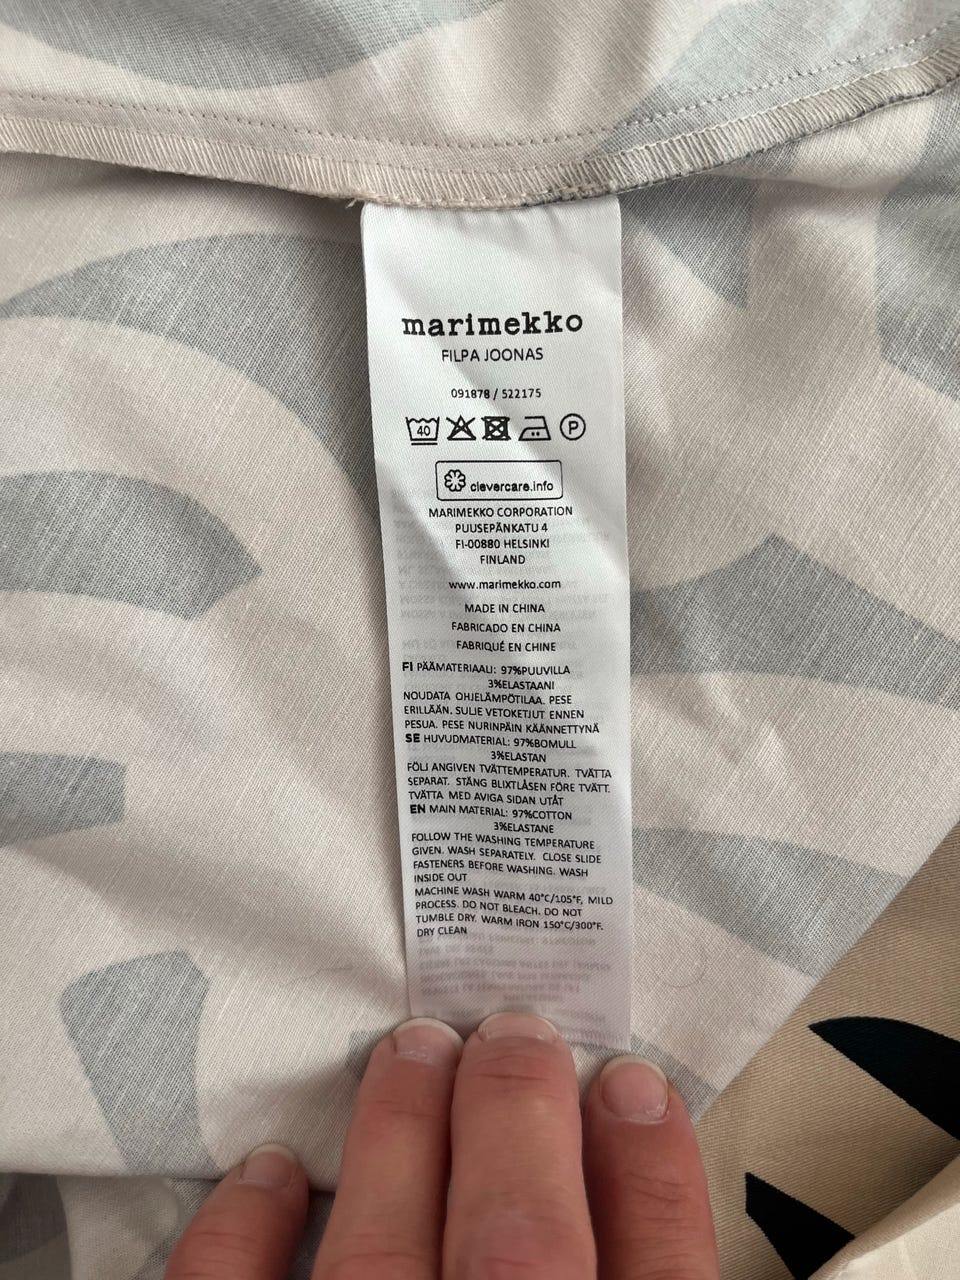 marimekko
FILPA JOONAS
091878 / 522175
40 P
clevercare.info
MARIMEKKO CORPORATION
PUUSEPÄNKATU 4
FI-00880 HELSINKI
FINLAND
www.marimekko.com
MADE IN CHINA
FABRICADO EN CHINA
FABRIQUÉ EN CHINE
FI PÄÄMATERIAALI: 97%PUUVILLA
3%ELASTAANI
NOUDATA OHJELÄMPÖTILAA. PESE
ERILLÄÄN. SULJE VETOKETJUT ENNEN
PESUA. PESE NURINPÄIN KÄÄNNETTYNÄ
SE HUVUDMATERIAL: 97%BOMULL
3%ELASTAN
FÖLJ ANGIVEN TVÄTTEMPERATUR. TVÄTTA
SEPARAT. STÄNG BLIXTLÅSEN FÖRE TVÄTT.
TVÄTTA MED AVIGA SIDAN UTÅT
EN MAIN MATERIAL: 97%COTTON
3%ELASTANE
FOLLOW THE WASHING TEMPERATURE
GIVEN. WASH SEPARATELY. CLOSE SLIDE
FASTENERS BEFORE WASHING. WASH
INSIDE OUT
MACHINE WASH WARM 40°C/105°F, MILD
PROCESS. DO NOT BLEACH. DO NOT
TUMBLE DRY. WARM IRON 150°C/300°F.
DRY CLEAN